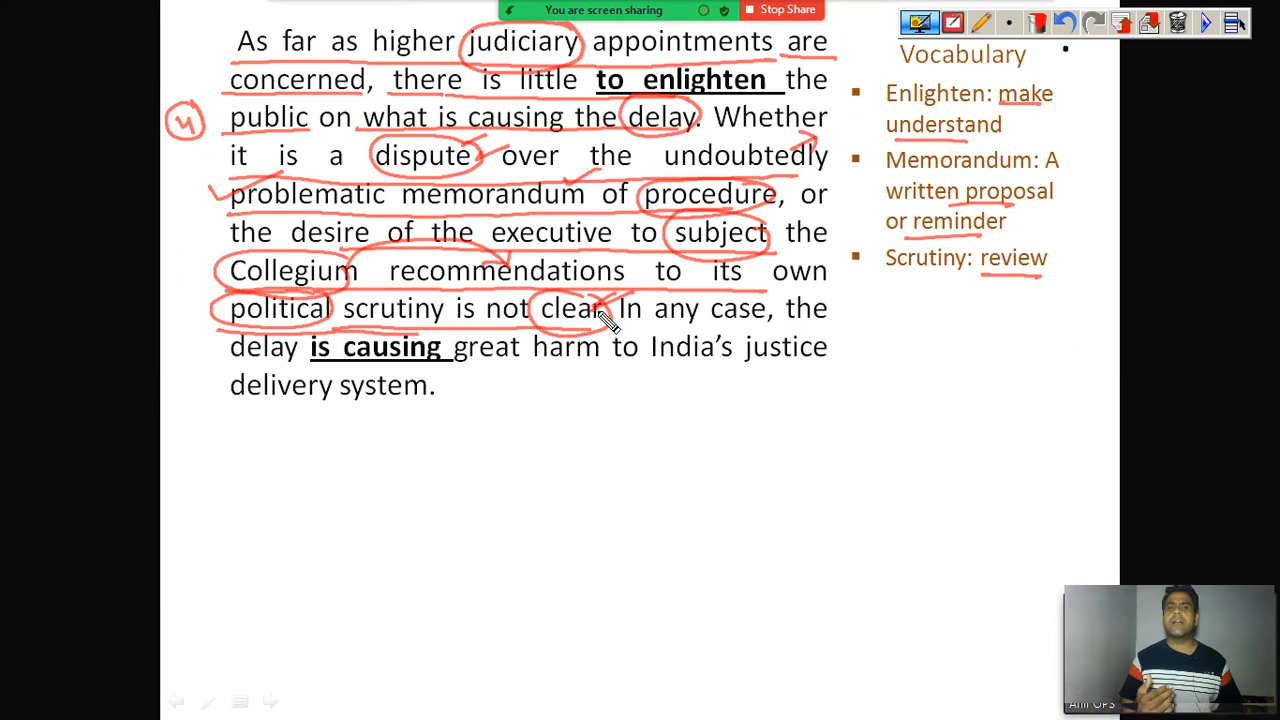 You are screen sharing
Stop Share
As far as higher judiciary appointments are
concerned, there is little to enlighten the
4
public on what is causing the delay. Whether
it is a dispute over the undoubtedly
problematic memorandum of procedure, or
the desire of the executive to subject the
Collegium recommendations to its own
political scrutiny is not clear. In any case, the
delay is causing great harm to India's justice
delivery system.
Vocabulary
Enlighten: make
understand
Memorandum: A
written proposal
or reminder
Scrutiny: review